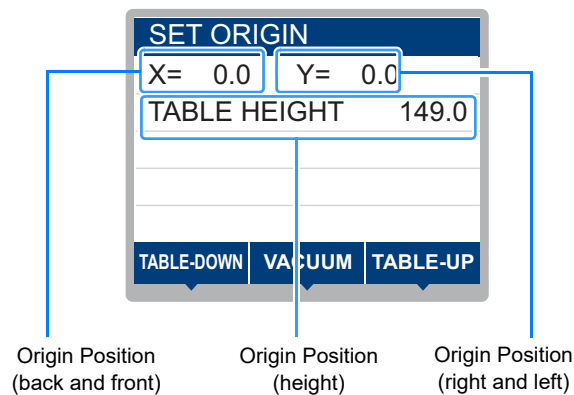 SET ORIGIN
X= 0.0 Y= 0.0
TABLE HEIGHT 149.0
TABLE-DOWN VACUUM TABLE-UP
Origin Position
(back and front)
Origin Position
(height)
Origin Position
(right and left)